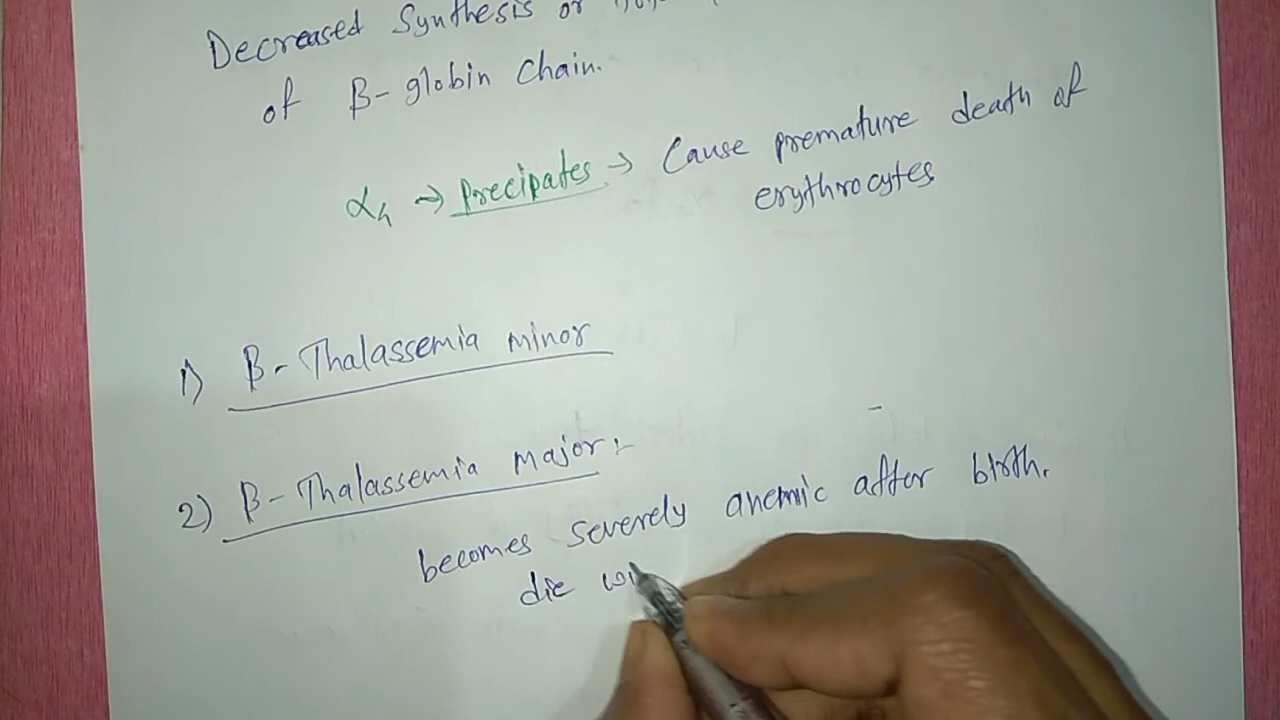 Decreased Synthesis or
of β-globin Chain.
α4 → Precipates → Cause premature death of
erythrocytes
1) β-Thalassemia minor
2) β-Thalassemia Major:-
becomes severely anemic after birth.
die